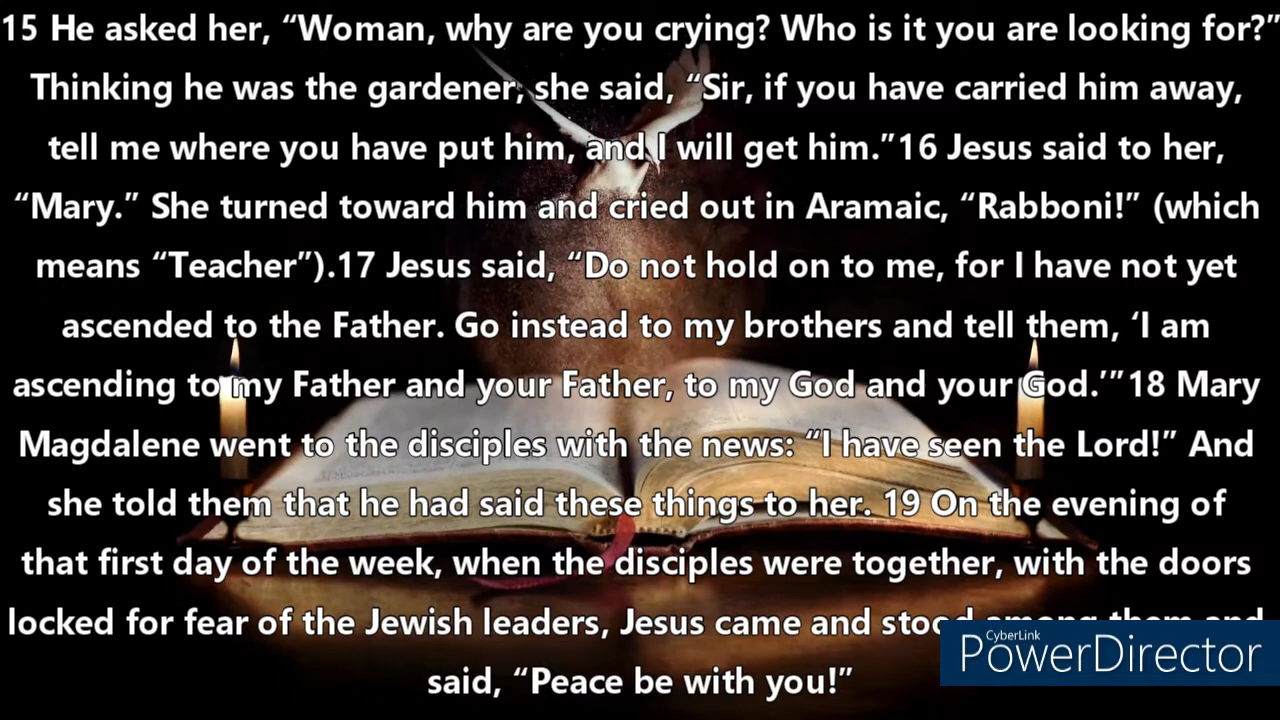 15 He asked her, “Woman, why are you crying? Who is it you are looking for?”
Thinking he was the gardener, she said, “Sir, if you have carried him away,
tell me where you have put him, and I will get him.”16 Jesus said to her,
“Mary.” She turned toward him and cried out in Aramaic, “Rabboni!” (which
means “Teacher”).17 Jesus said, “Do not hold on to me, for I have not yet
ascended to the Father. Go instead to my brothers and tell them, ‘I am
ascending to my Father and your Father, to my God and your God.’”18 Mary
Magdalene went to the disciples with the news: “I have seen the Lord!” And
she told them that he had said these things to her. 19 On the evening of
that first day of the week, when the disciples were together, with the doors
locked for fear of the Jewish leaders, Jesus came and stood among them and
said, “Peace be with you!”
CyberLink
PowerDirector